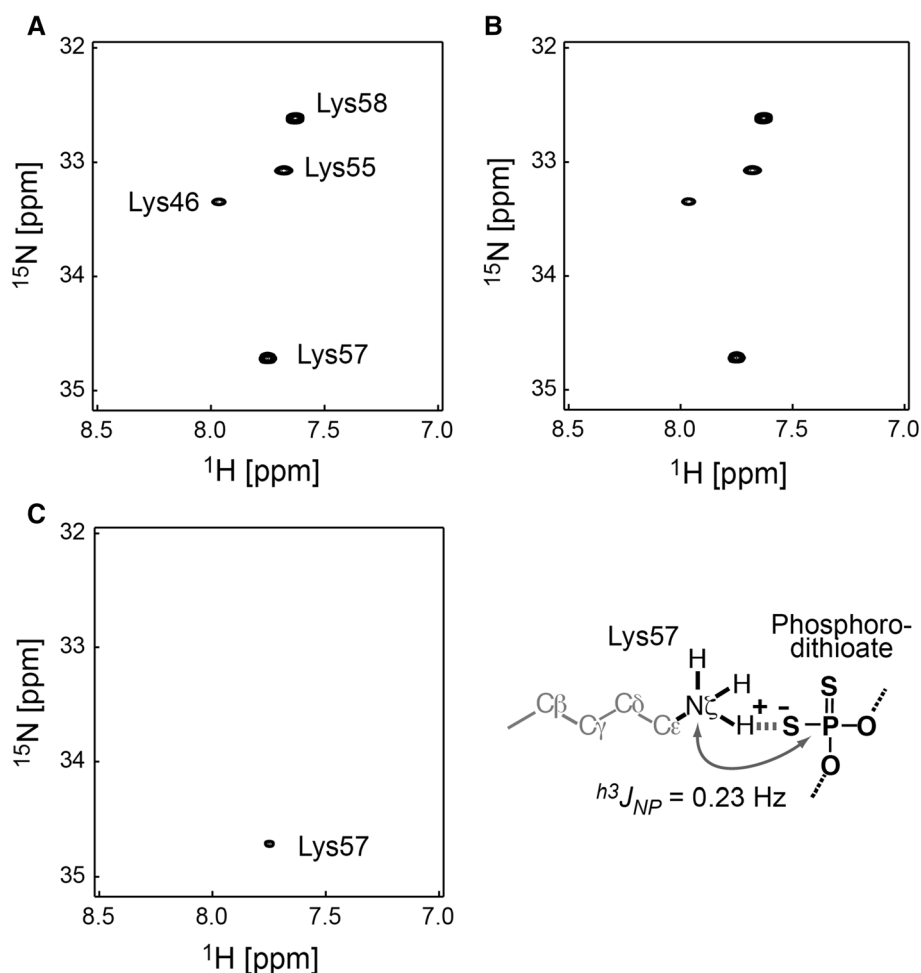 A
32
33
34
35
15N [ppm]
Lys58
Lys55
Lys46
Lys57
8.5 8.0 7.5 7.0
1H [ppm]
B
32
33
34
35
15N [ppm]
8.5 8.0 7.5 7.0
1H [ppm]
C
32
33
34
35
15N [ppm]
Lys57
8.5 8.0 7.5 7.0
1H [ppm]
Lys57
Phosphoro-
dithioate
H
H
S
Cβ Cδ Nζ + −
Cγ Cε H S P O
O
h3JNP = 0.23 Hz